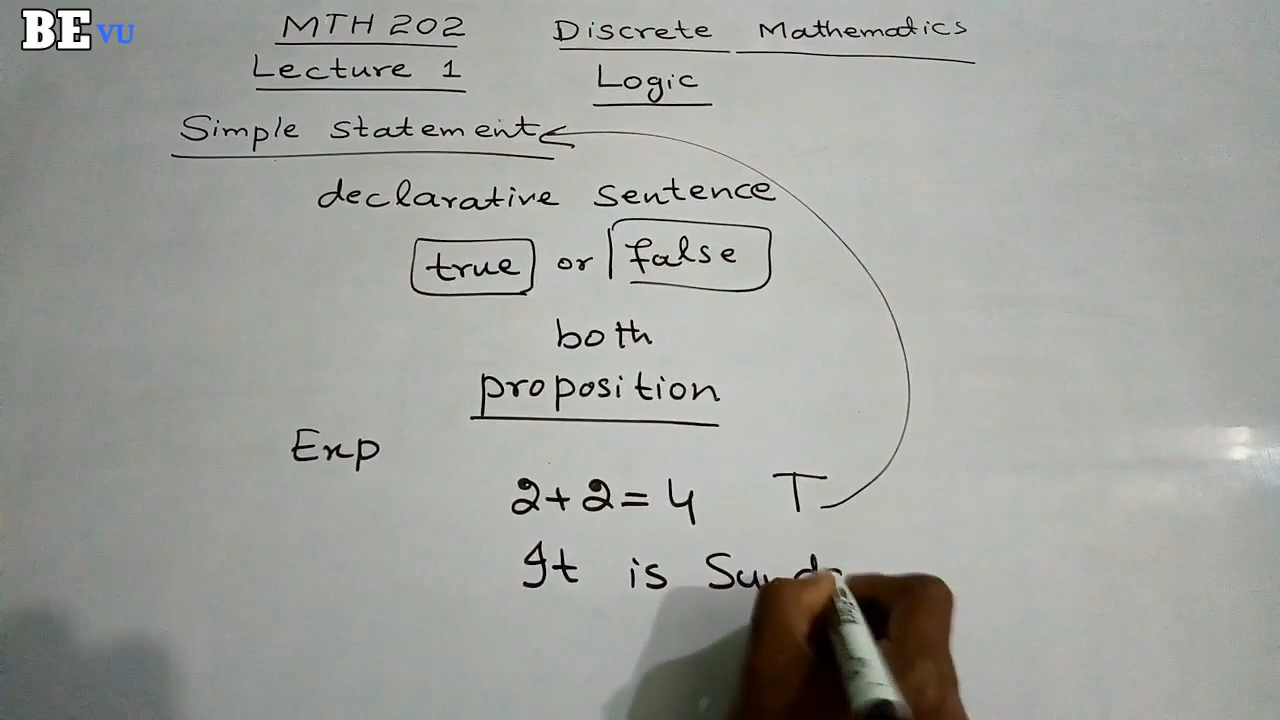 BE VU
MTH 202 Discrete Mathematics
Lecture 1 Logic
Simple statement
declarative sentence
true or false
both
proposition
Exp
2+2=4 T
It is